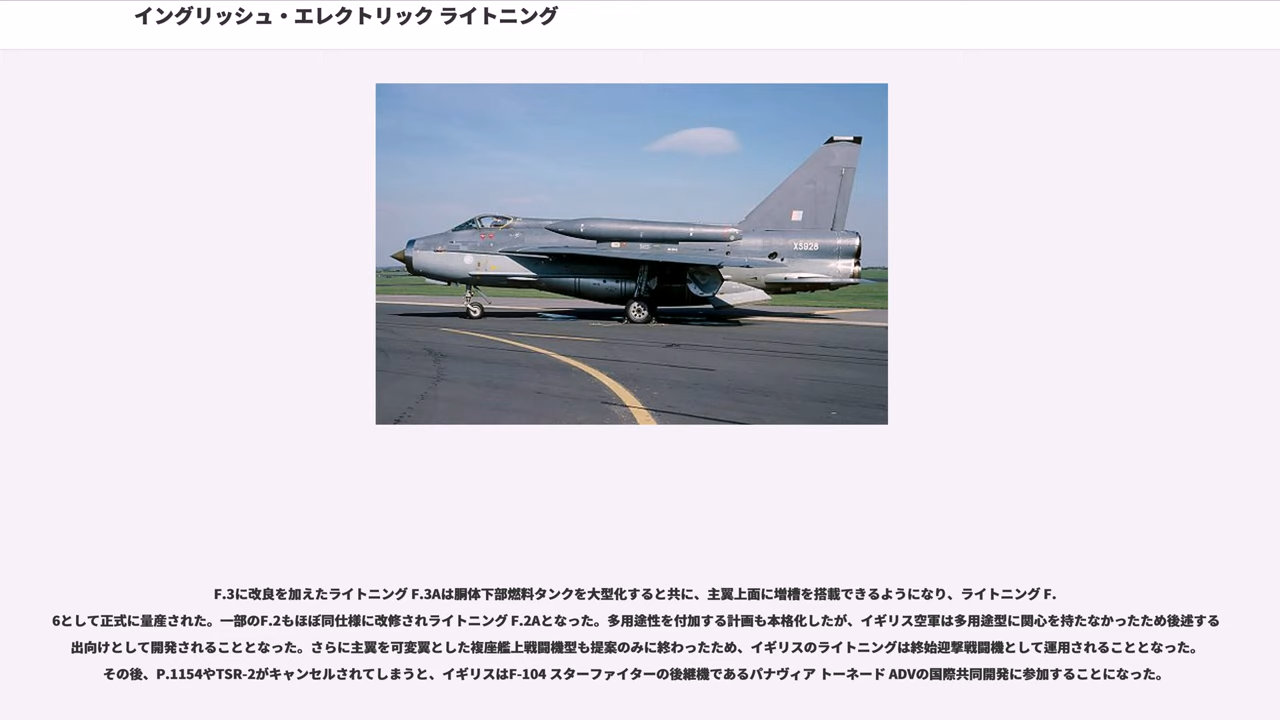 イングリッシュ・エレクトリック ライトニング
XS928
F.3に改良を加えたライトニング F.3Aは胴体下部燃料タンクを大型化すると共に、主翼上面に増槽を搭載できるようになり、ライトニング F.
6として正式に量産された。一部のF.2もほぼ同仕様に改修されライトニング F.2Aとなった。多用途性を付加する計画も本格化したが、イギリス空軍は多用途型に関心を持たなかったため後述する
出向けとして開発されることとなった。さらに主翼を可変翼とした複座艦上戦闘機型も提案のみに終わったため、イギリスのライトニングは終始迎撃戦闘機として運用されることとなった。
その後、P.1154やTSR-2がキャンセルされてしまうと、イギリスはF-104 スターファイターの後継機であるパナヴィア トーネード ADVの国際共同開発に参加することになった。